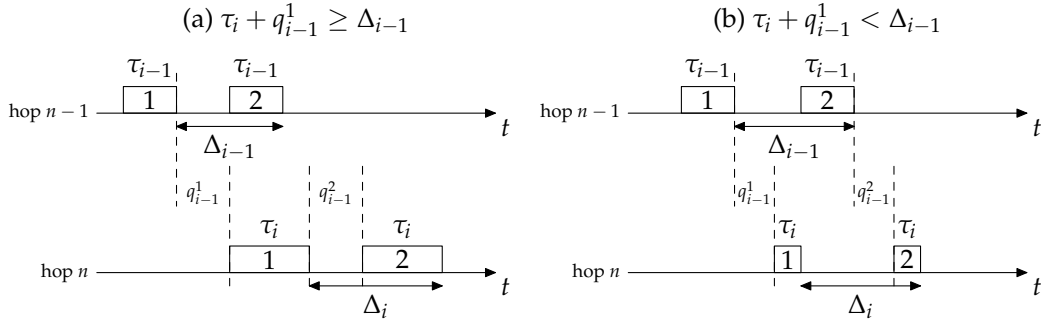 (a) τ_i + q^1_{i−1} ≥ Δ_{i−1}
τ_{i−1} τ_{i−1}
hop n − 1 1 2 t
Δ_{i−1}
q^1_{i−1} q^2_{i−1}
τ_i τ_i
hop n 1 2 t
Δ_i
(b) τ_i + q^1_{i−1} < Δ_{i−1}
τ_{i−1} τ_{i−1}
hop n − 1 1 2 t
Δ_{i−1}
q^1_{i−1} q^2_{i−1}
τ_i τ_i
hop n 1 2 t
Δ_i